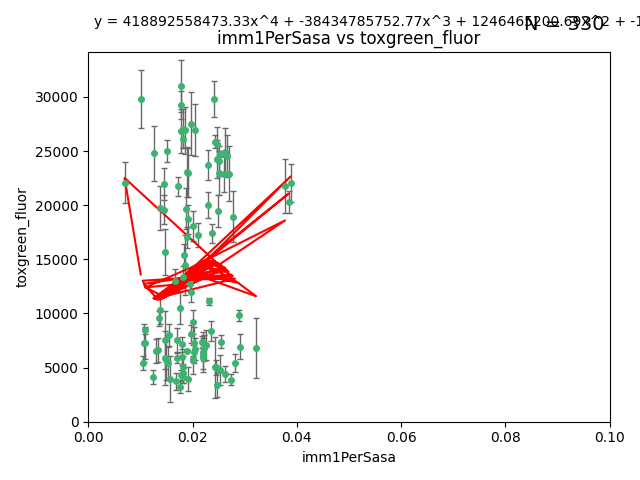 y = 418892558473.33x^4 + -38434785752.77x^3 +
N = 330
imm1PerSasa vs toxgreen_fluor
30000
25000
20000
15000
10000
5000
0
toxgreen_fluor
0.00 0.02 0.04 0.06 0.08 0.10
imm1PerSasa